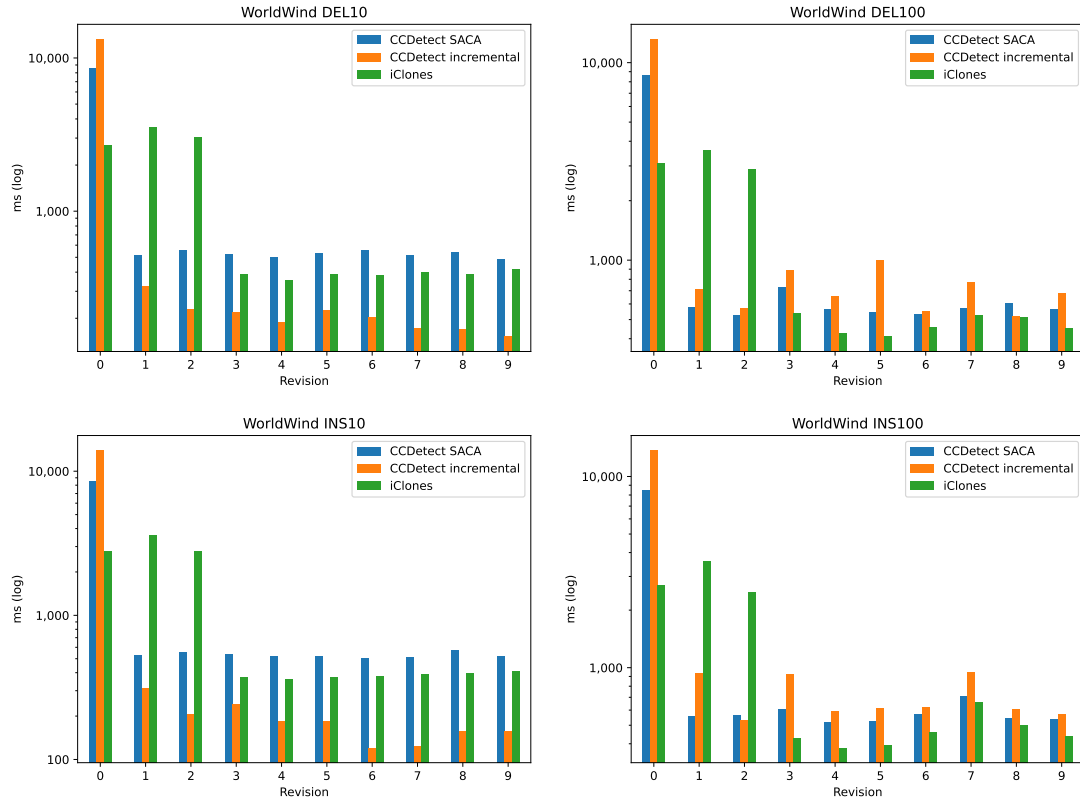 WorldWind DEL10
10,000
1,000
ms (log)
CCDetect SACA
CCDetect incremental
iClones
0 1 2 3 4 5 6 7 8 9
Revision
WorldWind DEL100
10,000
1,000
ms (log)
CCDetect SACA
CCDetect incremental
iClones
0 1 2 3 4 5 6 7 8 9
Revision
WorldWind INS10
10,000
1,000
100
ms (log)
CCDetect SACA
CCDetect incremental
iClones
0 1 2 3 4 5 6 7 8 9
Revision
WorldWind INS100
10,000
1,000
ms (log)
CCDetect SACA
CCDetect incremental
iClones
0 1 2 3 4 5 6 7 8 9
Revision